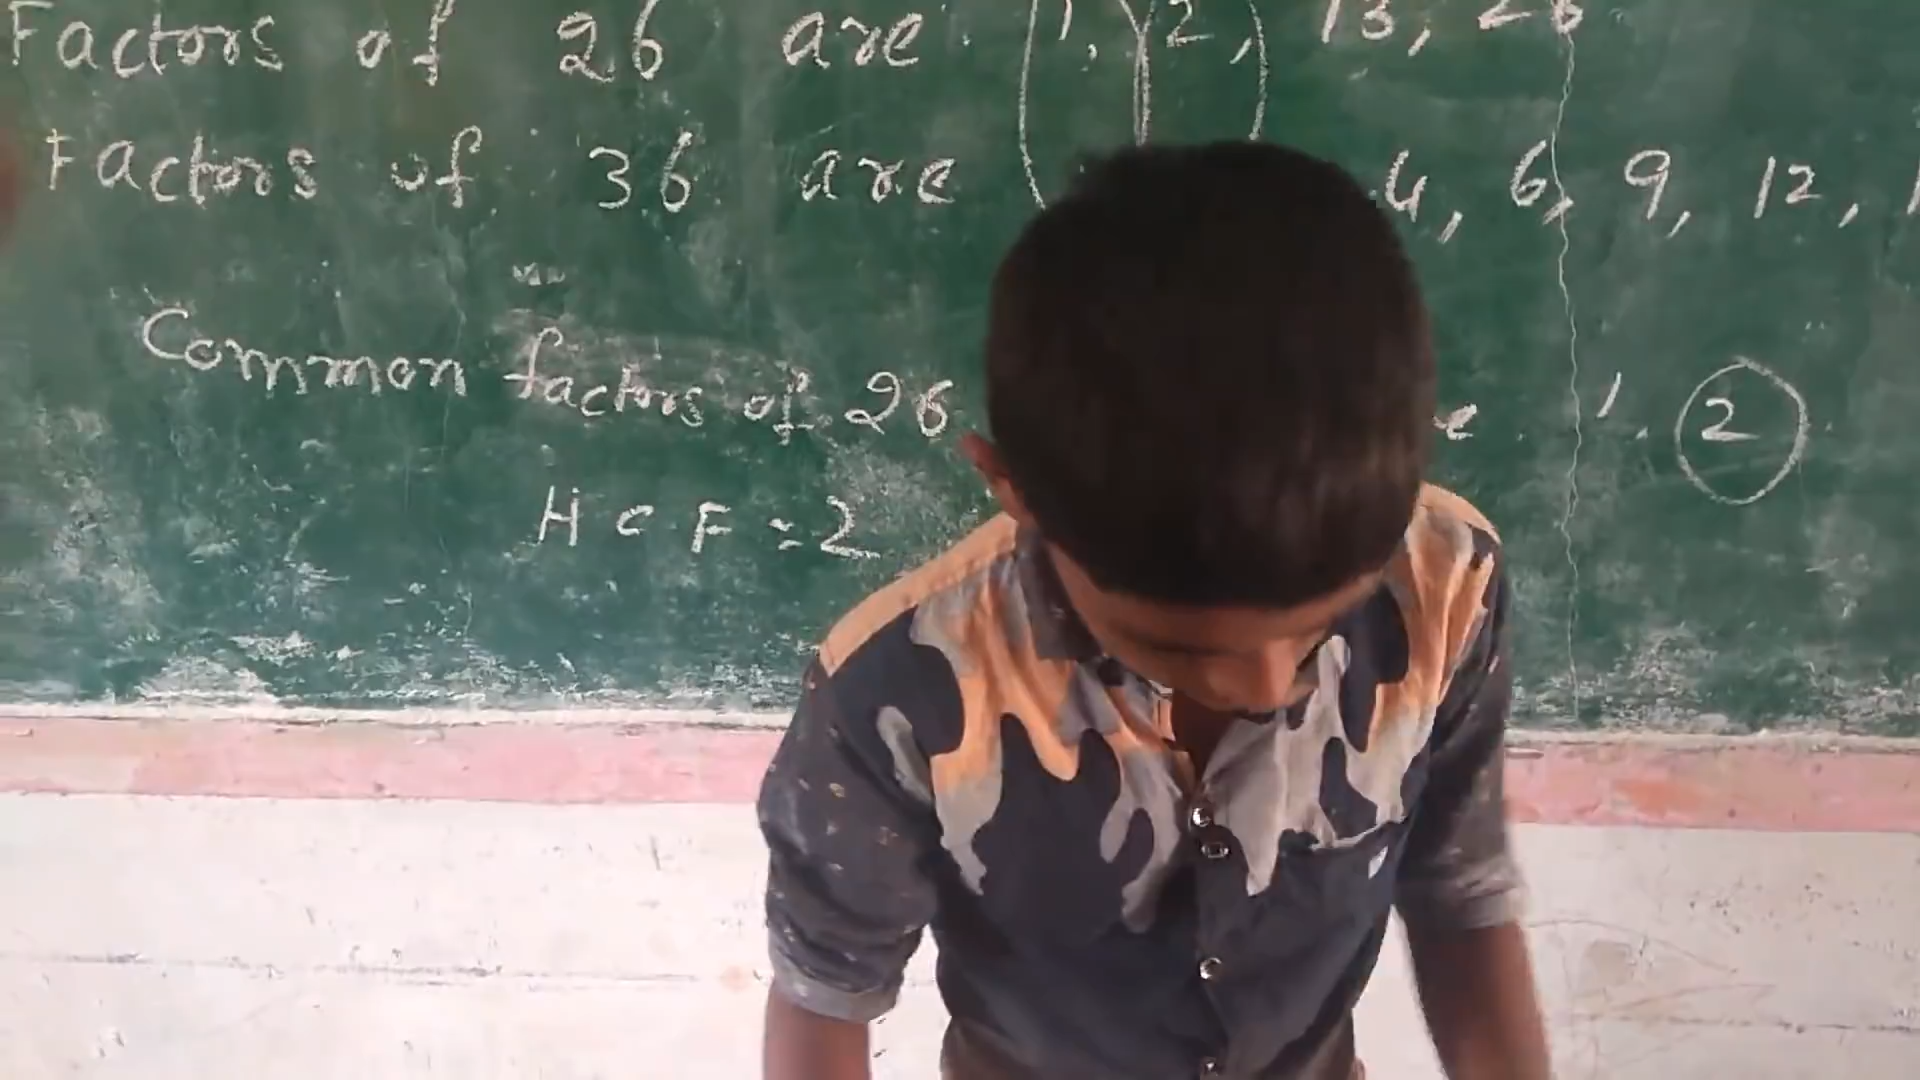 Factors of 26 are 1, 2, 13, 26
Factors of 36 are 4, 6, 9, 12,
Common factors of 26 1, 2
H C F = 2